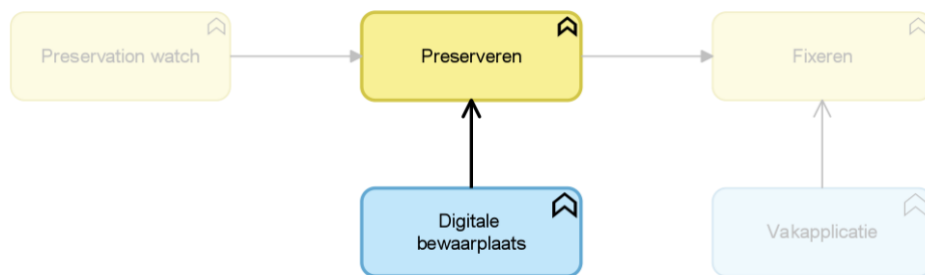 Preservation watch
Preserveren
Fixeren
Digitale
bewaarplaats
Vakapplicatie